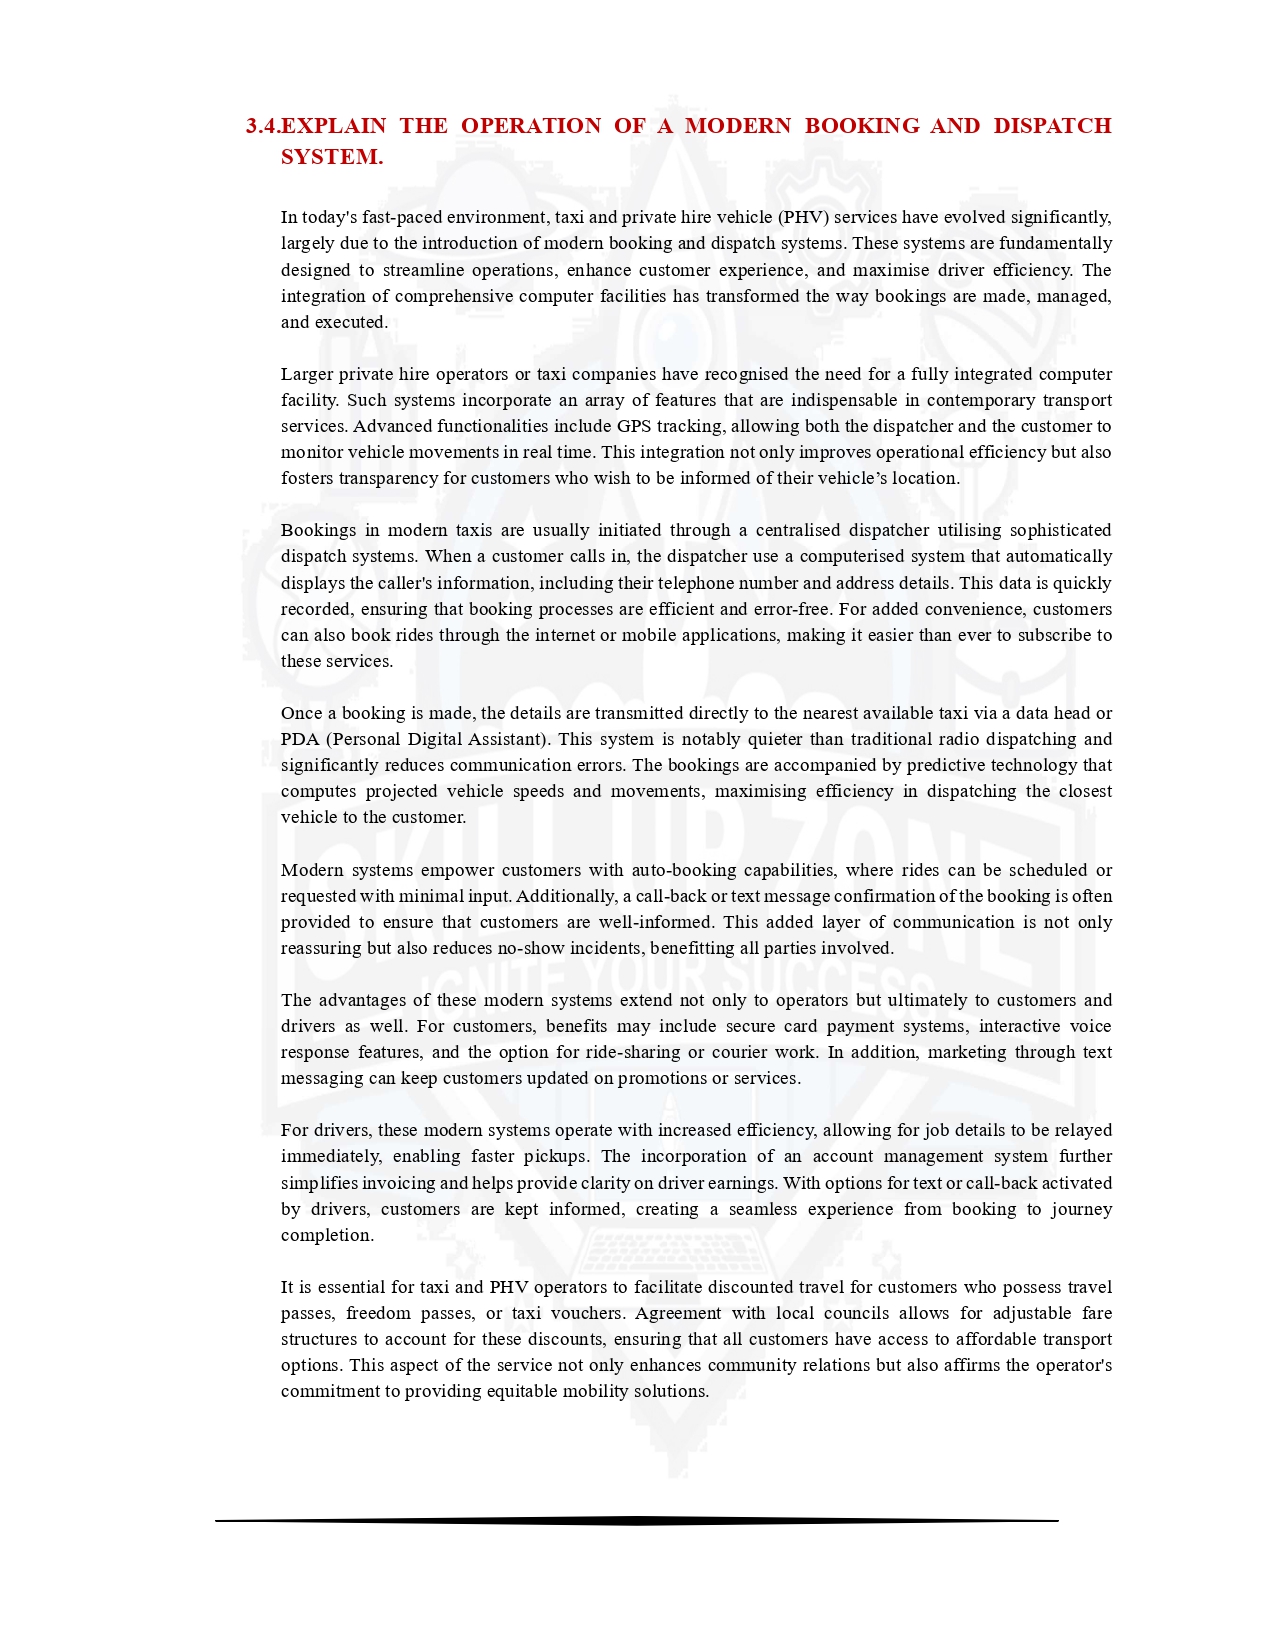 3.4.EXPLAIN THE OPERATION OF A MODERN BOOKING AND DISPATCH
SYSTEM.
In today's fast-paced environment, taxi and private hire vehicle (PHV) services have evolved significantly,
largely due to the introduction of modern booking and dispatch systems. These systems are fundamentally
designed to streamline operations, enhance customer experience, and maximise driver efficiency. The
integration of comprehensive computer facilities has transformed the way bookings are made, managed,
and executed.
Larger private hire operators or taxi companies have recognised the need for a fully integrated computer
facility. Such systems incorporate an array of features that are indispensable in contemporary transport
services. Advanced functionalities include GPS tracking, allowing both the dispatcher and the customer to
monitor vehicle movements in real time. This integration not only improves operational efficiency but also
fosters transparency for customers who wish to be informed of their vehicle’s location.
Bookings in modern taxis are usually initiated through a centralised dispatcher utilising sophisticated
dispatch systems. When a customer calls in, the dispatcher use a computerised system that automatically
displays the caller's information, including their telephone number and address details. This data is quickly
recorded, ensuring that booking processes are efficient and error-free. For added convenience, customers
can also book rides through the internet or mobile applications, making it easier than ever to subscribe to
these services.
Once a booking is made, the details are transmitted directly to the nearest available taxi via a data head or
PDA (Personal Digital Assistant). This system is notably quieter than traditional radio dispatching and
significantly reduces communication errors. The bookings are accompanied by predictive technology that
computes projected vehicle speeds and movements, maximising efficiency in dispatching the closest
vehicle to the customer.
SKILL UP ZONE
Modern systems empower customers with auto-booking capabilities, where rides can be scheduled or
requested with minimal input. Additionally, a call-back or text message confirmation of the booking is often
provided to ensure that customers are well-informed. This added layer of communication is not only
reassuring but also reduces no-show incidents, benefitting all parties involved.
IGNITE YOUR SUCCESS
The advantages of these modern systems extend not only to operators but ultimately to customers and
drivers as well. For customers, benefits may include secure card payment systems, interactive voice
response features, and the option for ride-sharing or courier work. In addition, marketing through text
messaging can keep customers updated on promotions or services.
For drivers, these modern systems operate with increased efficiency, allowing for job details to be relayed
immediately, enabling faster pickups. The incorporation of an account management system further
simplifies invoicing and helps provide clarity on driver earnings. With options for text or call-back activated
by drivers, customers are kept informed, creating a seamless experience from booking to journey
completion.
It is essential for taxi and PHV operators to facilitate discounted travel for customers who possess travel
passes, freedom passes, or taxi vouchers. Agreement with local councils allows for adjustable fare
structures to account for these discounts, ensuring that all customers have access to affordable transport
options. This aspect of the service not only enhances community relations but also affirms the operator's
commitment to providing equitable mobility solutions.